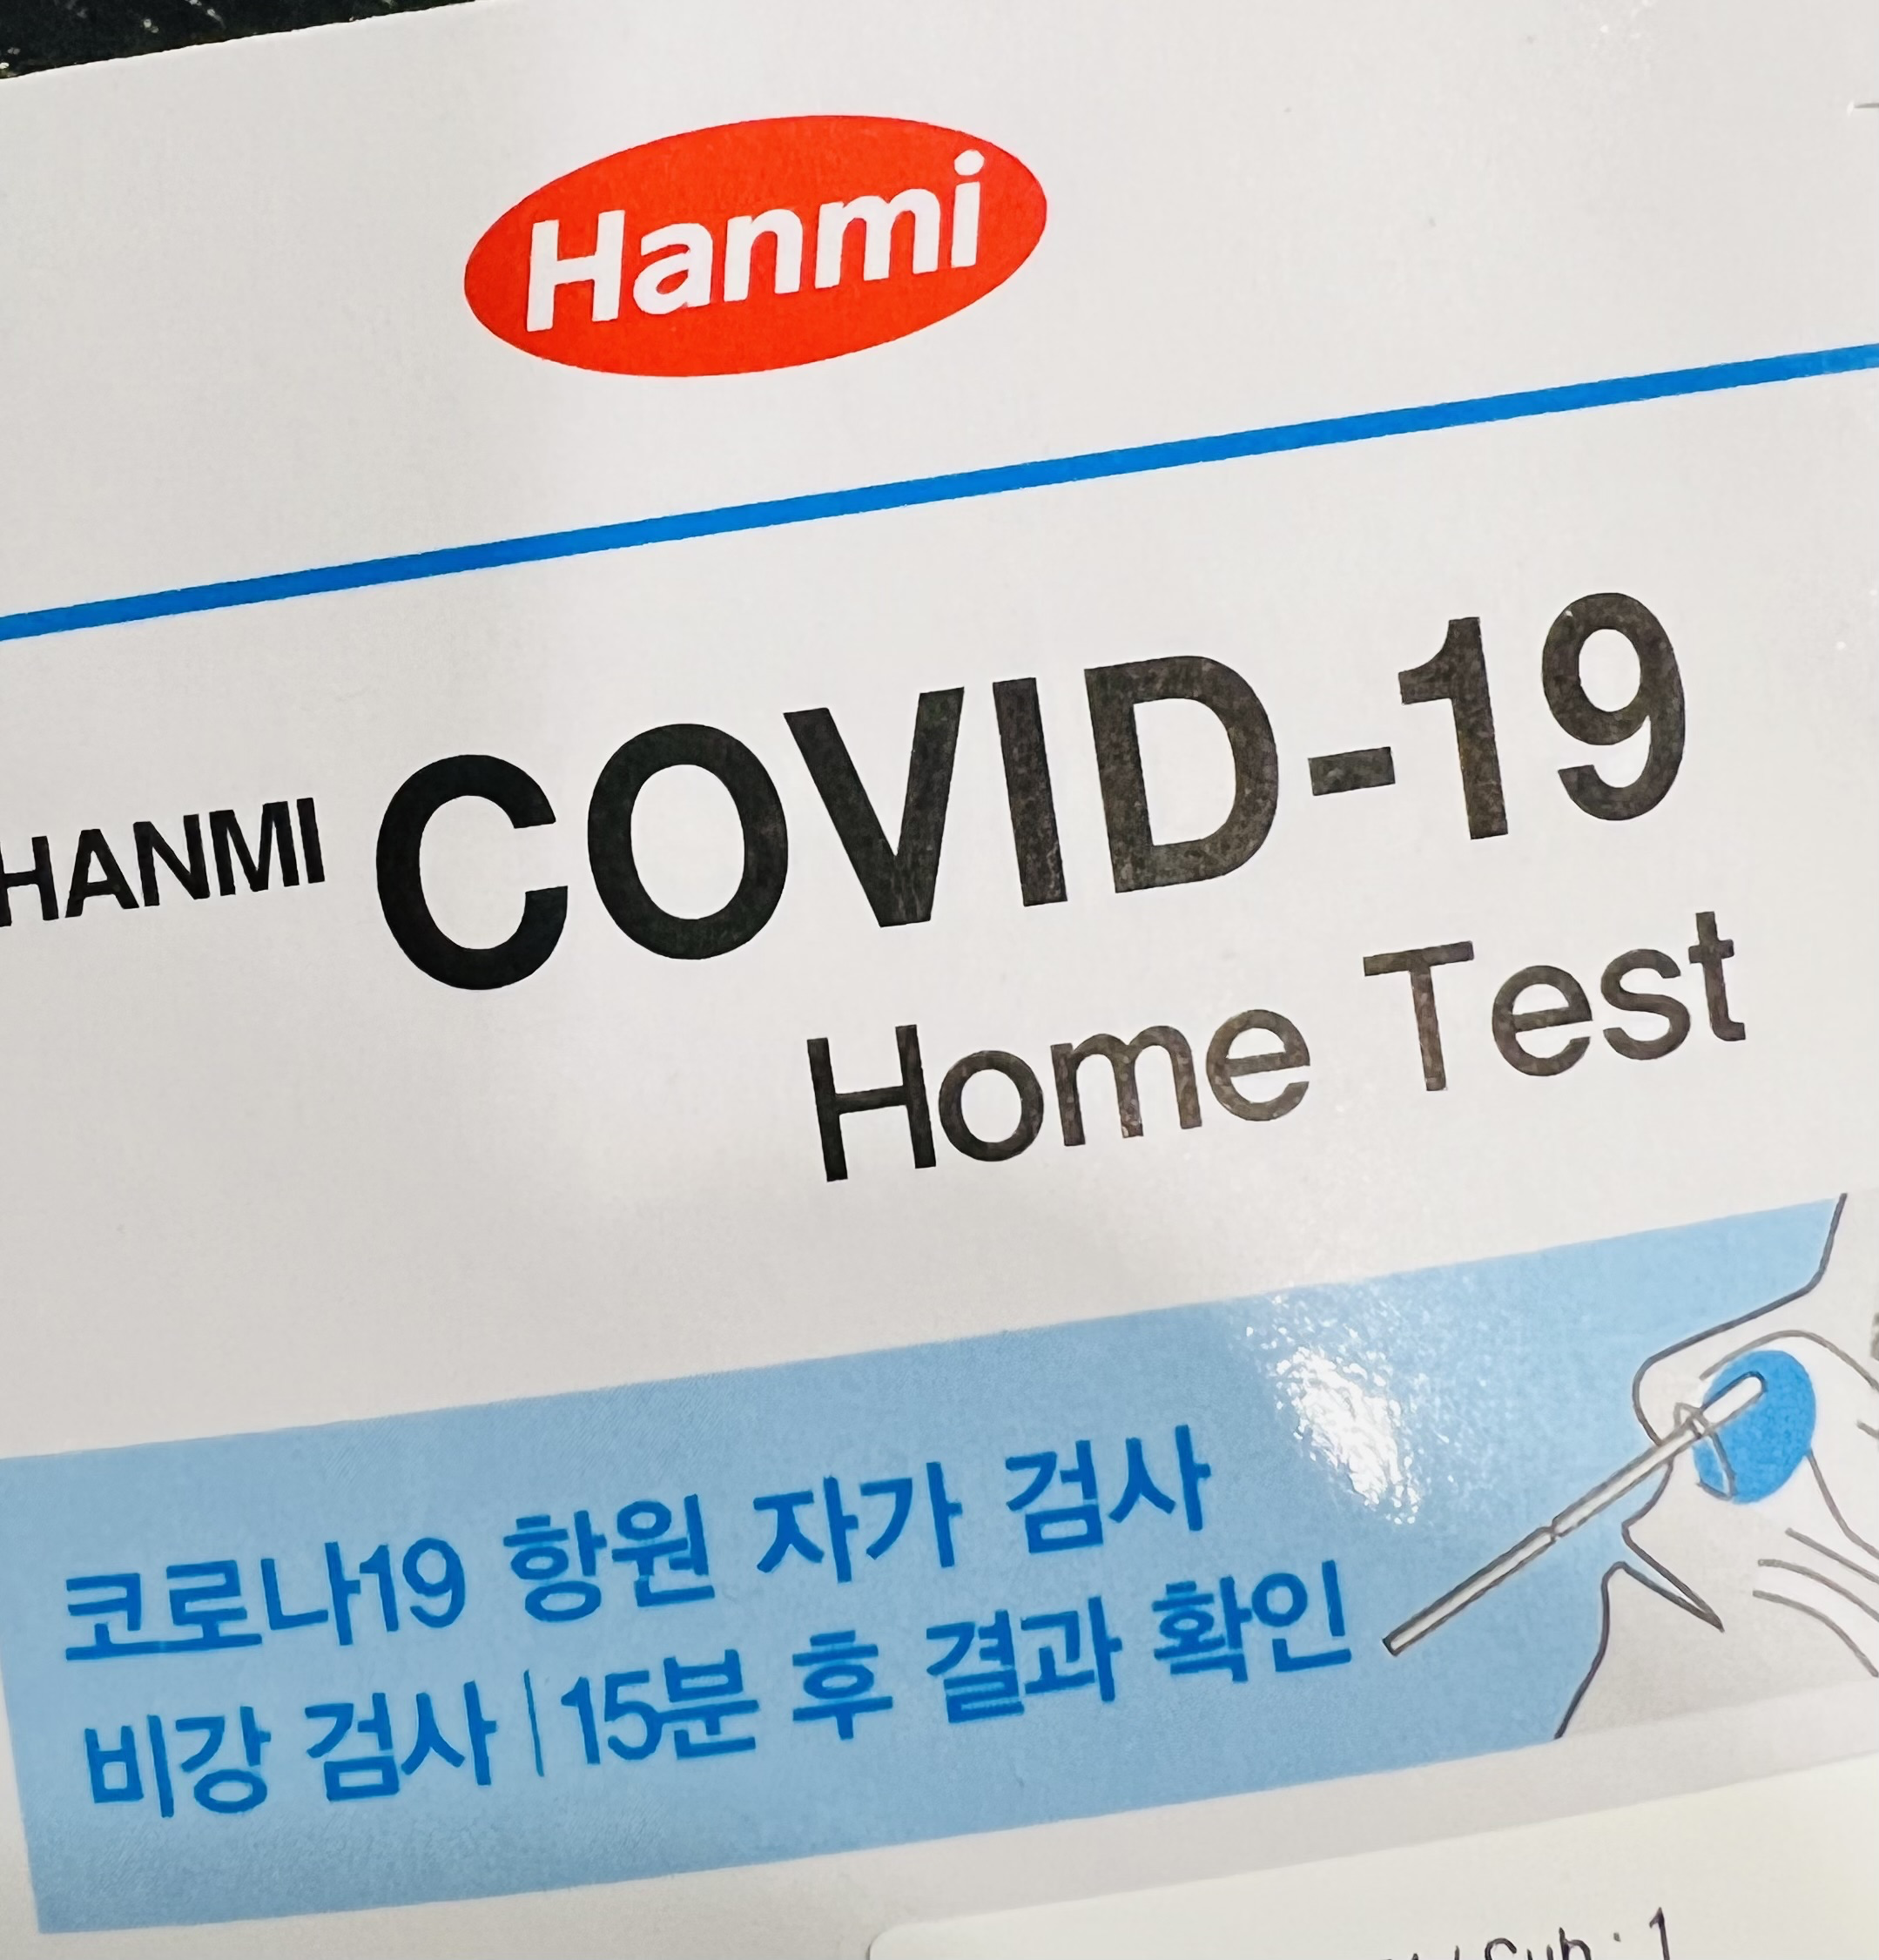 Hanmi
HANMI COVID-19
Home Test
코로나19 항원 자가 검사
비강 검사 | 15분 후 결과 확인
: 1